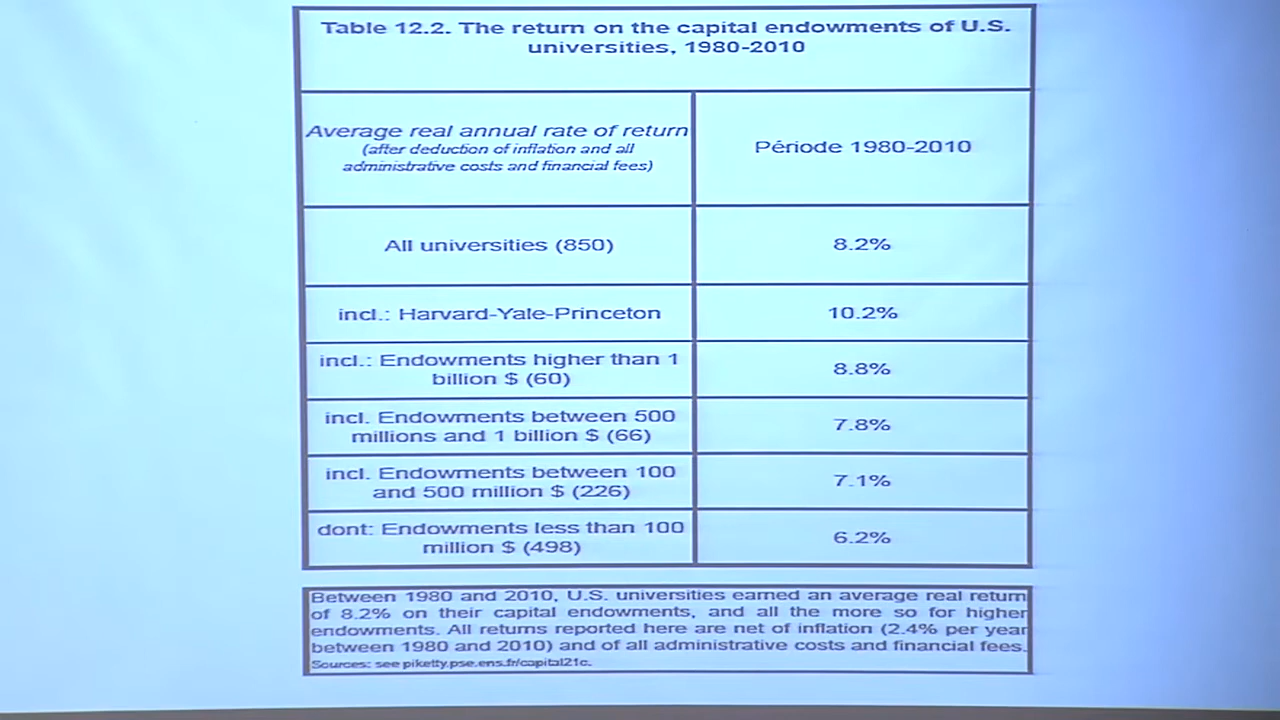 Table 12.2. The return on the capital endowments of U.S.
universities, 1980-2010
Average real annual rate of return
(after deduction of inflation and all
administrative costs and financial fees)
Période 1980-2010
All universities (850)
8.2%
incl.: Harvard-Yale-Princeton
10.2%
incl.: Endowments higher than 1
billion $ (60)
8.8%
incl. Endowments between 500
millions and 1 billion $ (66)
7.8%
incl. Endowments between 100
and 500 million $ (226)
7.1%
dont: Endowments less than 100
million $ (498)
6.2%
Between 1980 and 2010, U.S. universities earned an average real return
of 8.2% on their capital endowments, and all the more so for higher
endowments. All returns reported here are net of inflation (2.4% per year
between 1980 and 2010) and of all administrative costs and financial fees.
Sources: see piketty.pse.ens.fr/capital21c.